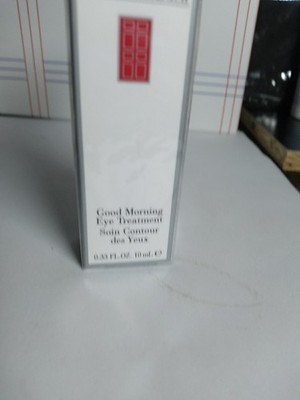 Good Morning
Eye Treatment
Soin Contour
des Yeux
0.33 FL.OZ. 10 ml. ℮